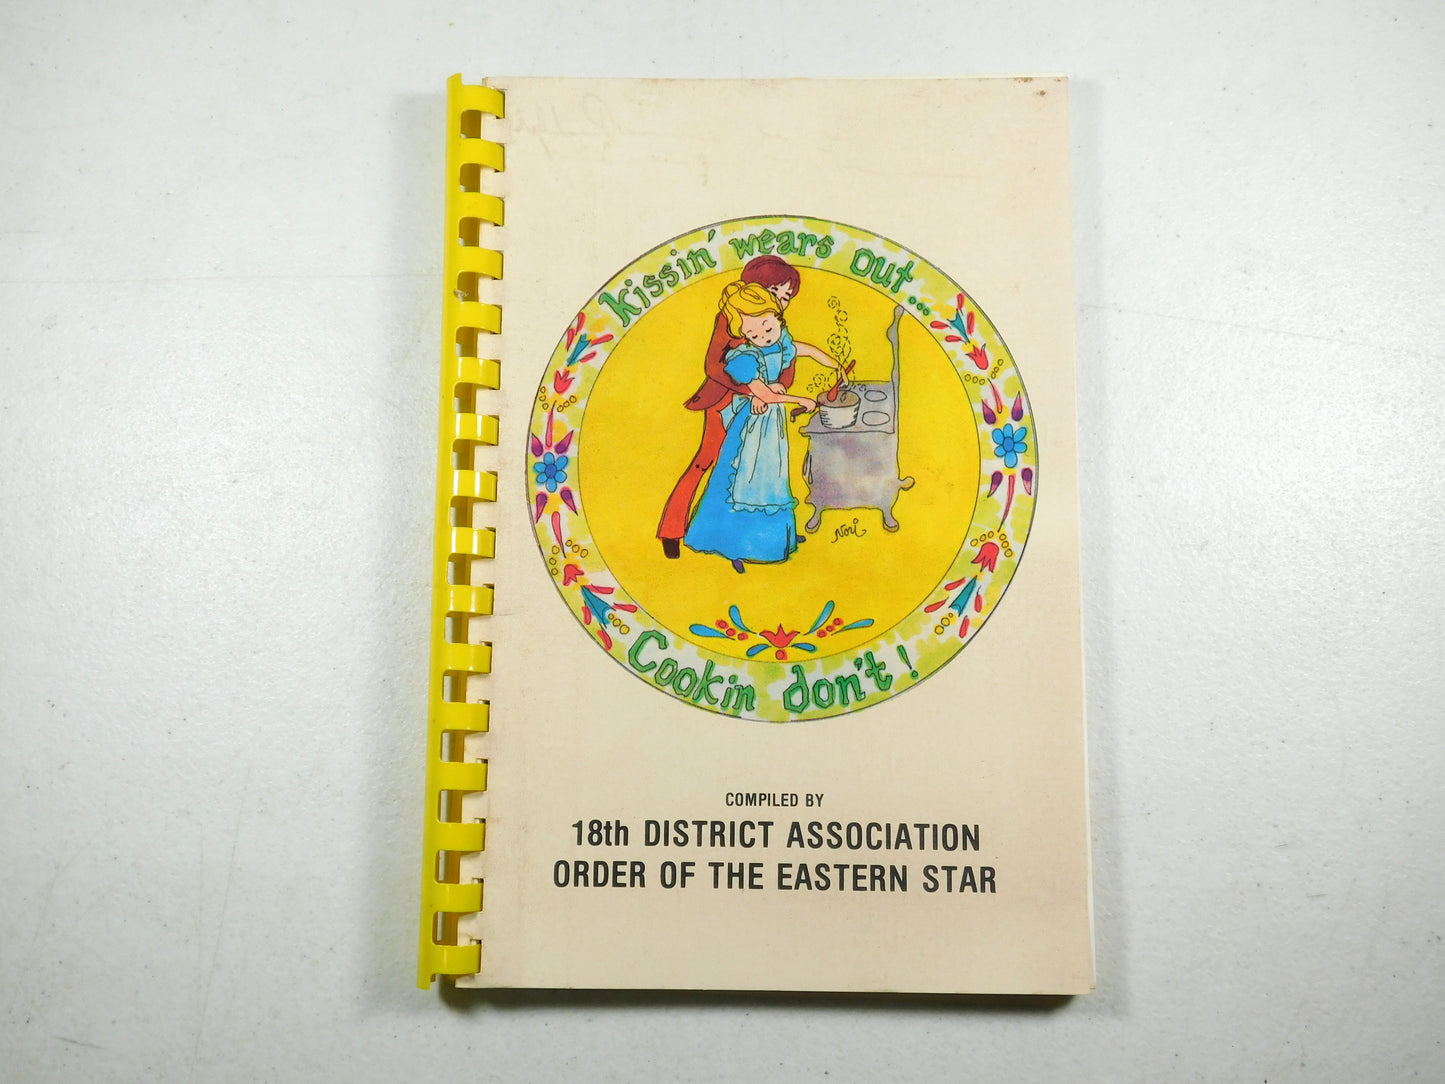 kissin' wears out...
Nori
Cookin don't!
COMPILED BY
18th DISTRICT ASSOCIATION
ORDER OF THE EASTERN STAR